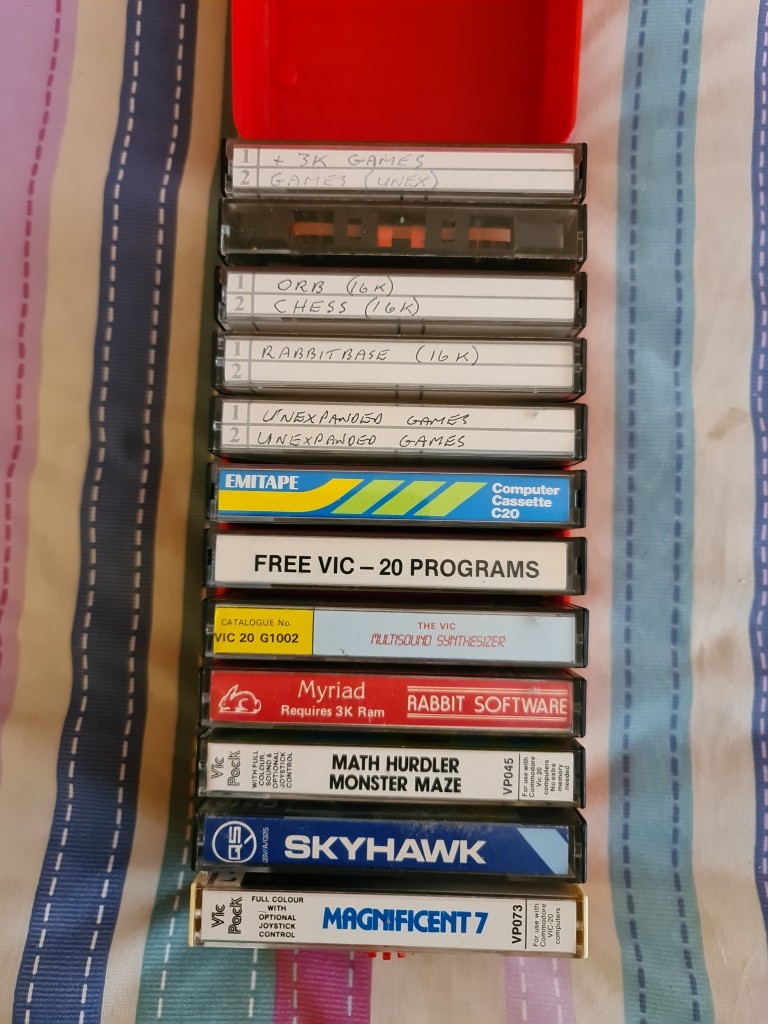 1 + 3K GAMES
2 GAMES (UNEX)
1 ORB (16K)
2 CHESS (16K)
1 RABBITBASE (16K)
2
1 UNEXPANDED GAMES
2 UNEXPANDED GAMES
EMITAPE
Computer
Cassette
C20
FREE VIC – 20 PROGRAMS
CATALOGUE No.
VIC 20 G1002
THE VIC
MULTISOUND SYNTHESIZER
Myriad
Requires 3K Ram
RABBIT SOFTWARE
Vic
Pack
WITH FULL
COLOUR,
SOUND &
OPTIONAL
JOYSTICK
CONTROL
MATH HURDLER
MONSTER MAZE
VP045
For use with
Commodore
Vic 20
computers
No extra
memory
needed
QS
SKYHAWK
Vic
Pack
FULL COLOUR
WITH
OPTIONAL
JOYSTICK
CONTROL
MAGNIFICENT 7
VP073
For use with
Commodore
VIC-20
computers